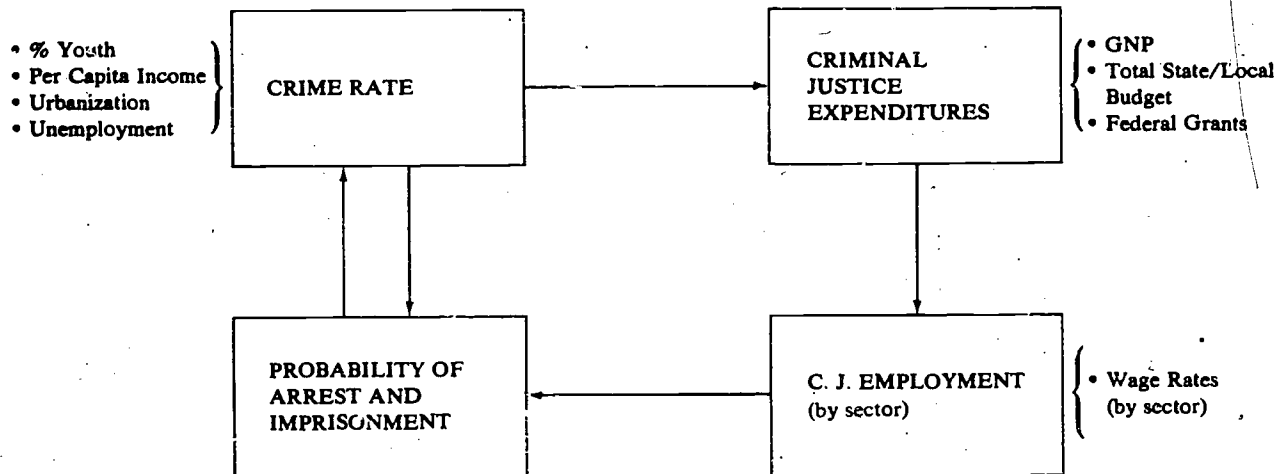 • % Youth
• Per Capita Income
• Urbanization
• Unemployment
CRIME RATE
CRIMINAL
JUSTICE
EXPENDITURES
• GNP
• Total State/Local
Budget
• Federal Grants
PROBABILITY OF
ARREST AND
IMPRISONMENT
C. J. EMPLOYMENT
(by sector)
• Wage Rates
(by sector)